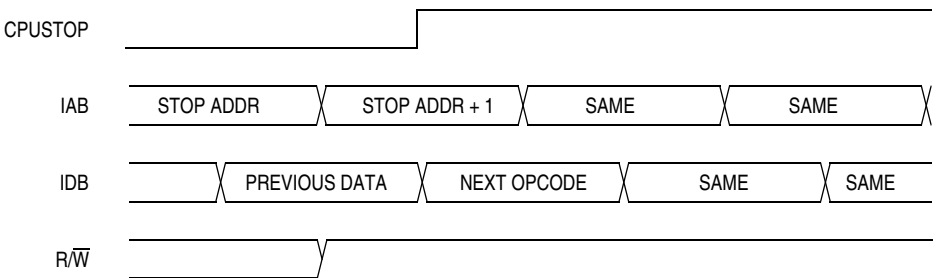 CPUSTOP
IAB STOP ADDR STOP ADDR + 1 SAME SAME
IDB PREVIOUS DATA NEXT OPCODE SAME SAME
R/W̅